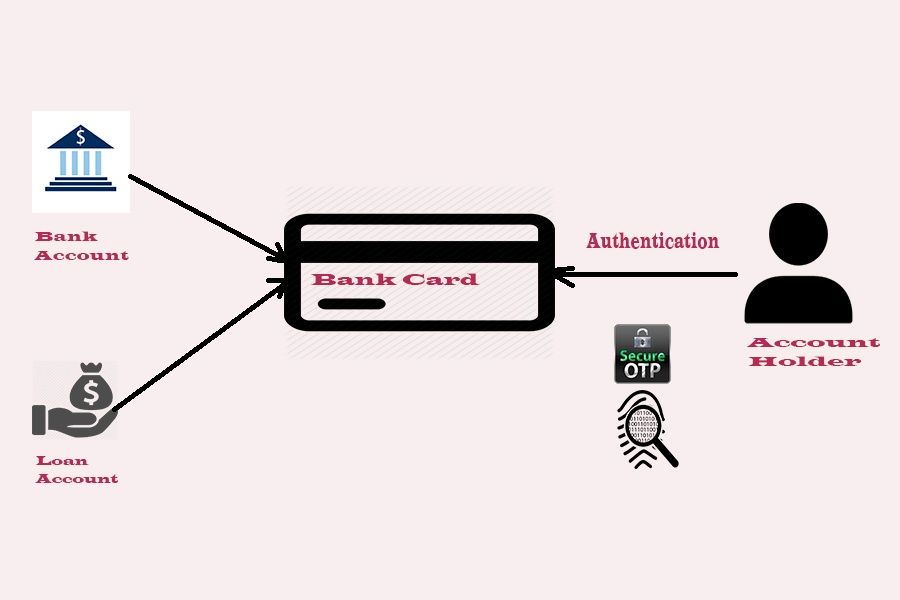 $
Bank
Account
Bank Card
Authentication
Secure
OTP
Account
Holder
$
Loan
Account